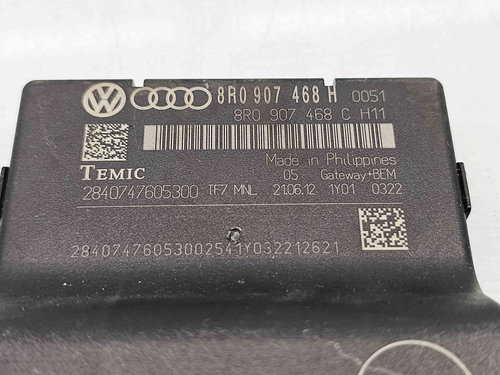 8R0 907 468 H 0051
8R0 907 468 C H11
Made in Philippines
TEMIC 05 Gateway+BEM
2840747605300 TF7 MNL 21.06.12 1Y01 0322
28407476053002541Y032212621